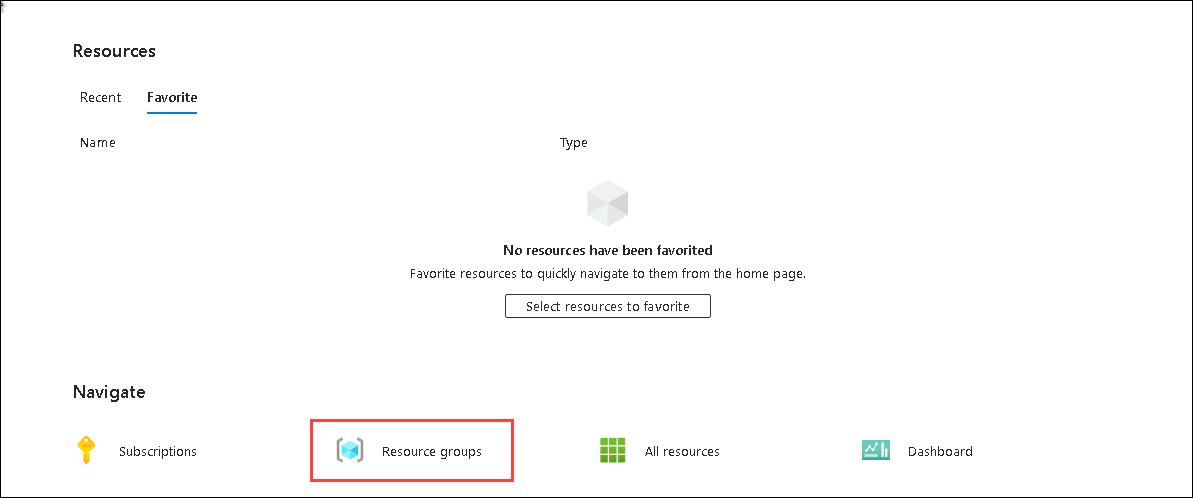 Resources
Recent Favorite
Name Type
No resources have been favorited
Favorite resources to quickly navigate to them from the home page.
Select resources to favorite
Navigate
Subscriptions Resource groups All resources Dashboard